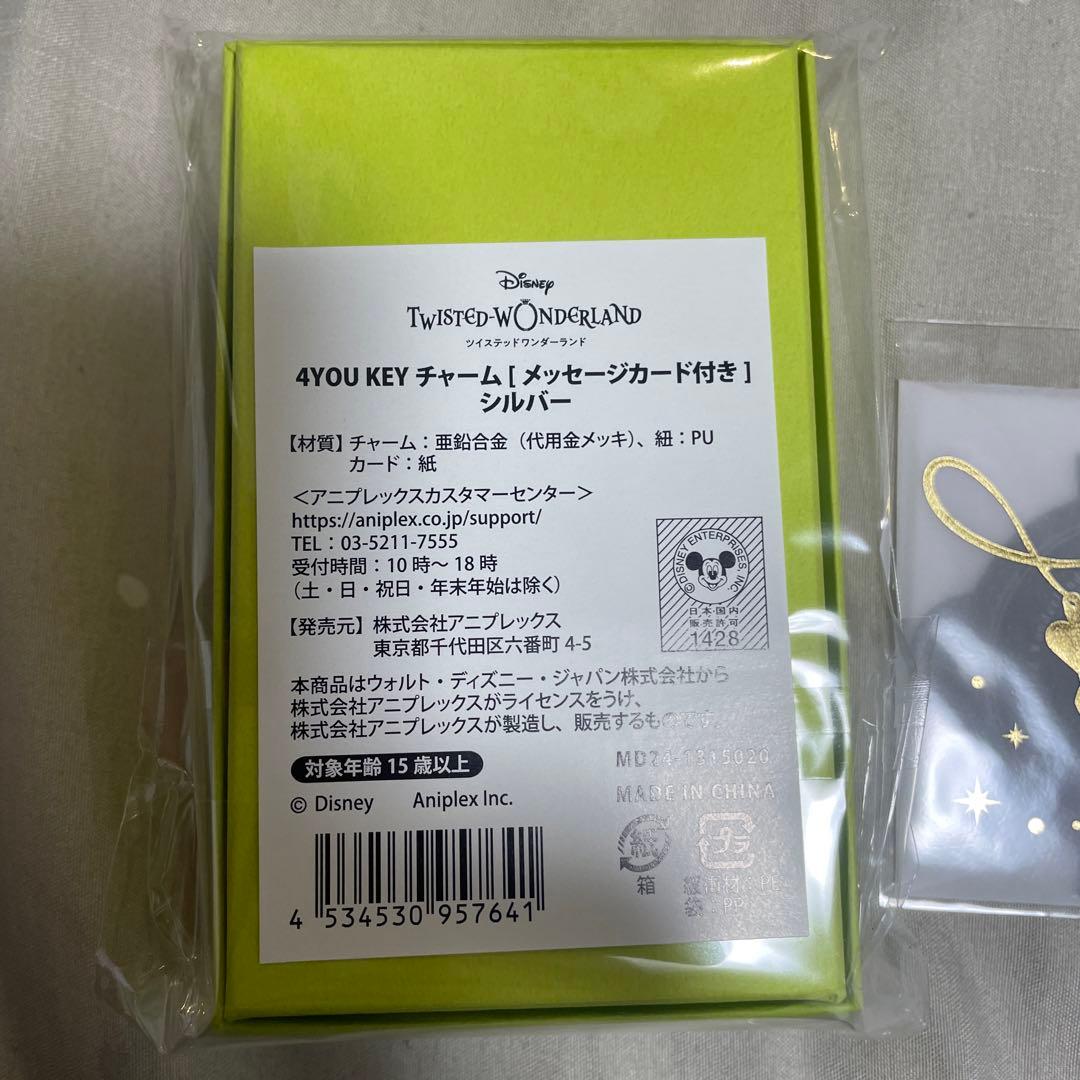 Disney
TWISTED-WONDERLAND
ツイステッドワンダーランド
4YOU KEY チャーム [ メッセージカード付き ]
シルバー
【材質】チャーム：亜鉛合金（代用金メッキ）、紐：PU
カード：紙
＜アニプレックスカスタマーセンター＞
https://aniplex.co.jp/support/
TEL：03-5211-7555
受付時間：10 時～ 18 時
（土・日・祝日・年末年始は除く）
©DISNEY ENTERPRISES, INC.
日本・国内
販売許可
1428
【発売元】株式会社アニプレックス
東京都千代田区六番町 4-5
本商品はウォルト・ディズニー・ジャパン株式会社から
株式会社アニプレックスがライセンスをうけ、
株式会社アニプレックスが製造し、販売するものです。
対象年齢 15 歳以上
MD24-1315020
© Disney Aniplex Inc.
MADE IN CHINA
紙
プラ
箱
緩衝材：PE
袋：PP
4 534530 957641